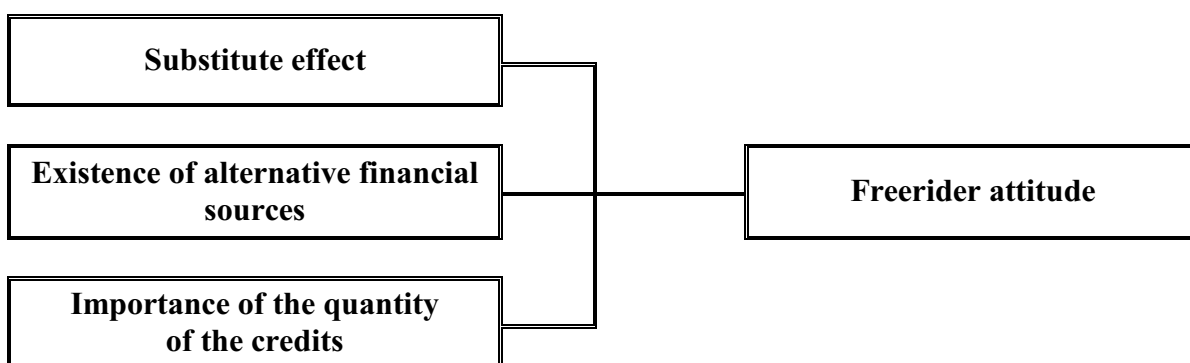 Substitute effect
Existence of alternative financial
sources
Freerider attitude
Importance of the quantity
of the credits